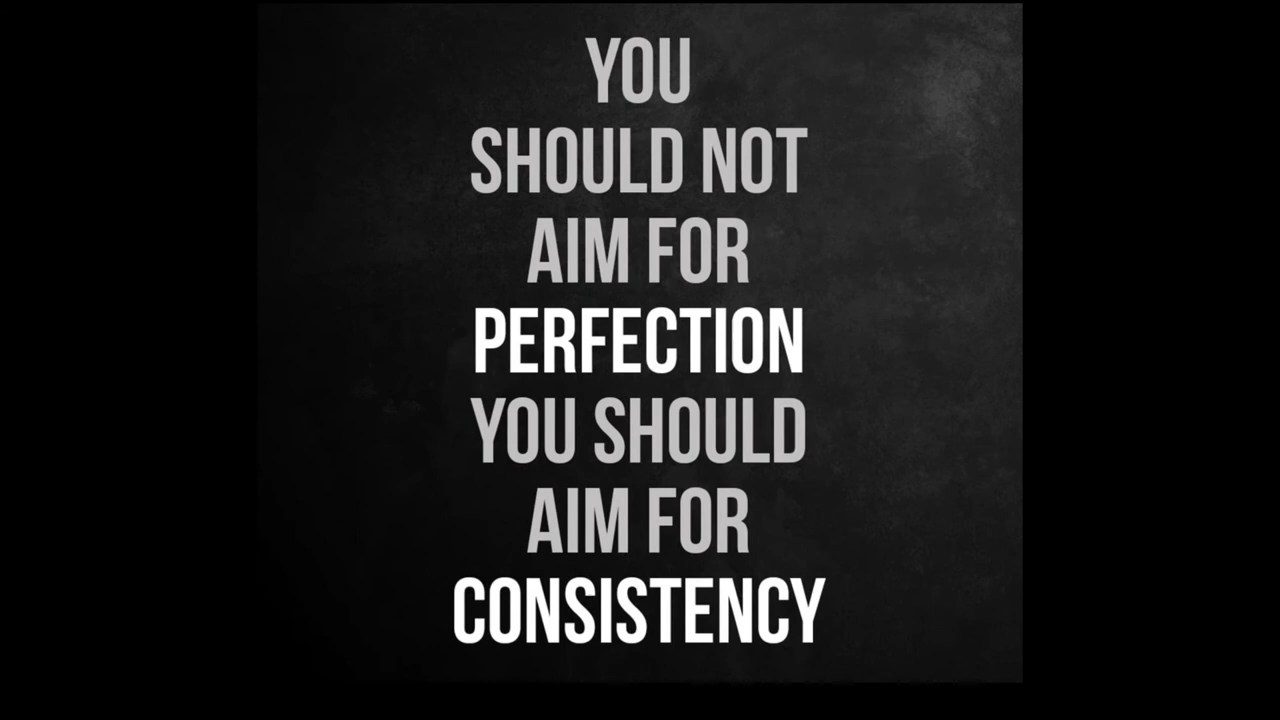 YOU
SHOULD NOT
AIM FOR
PERFECTION
YOU SHOULD
AIM FOR
CONSISTENCY